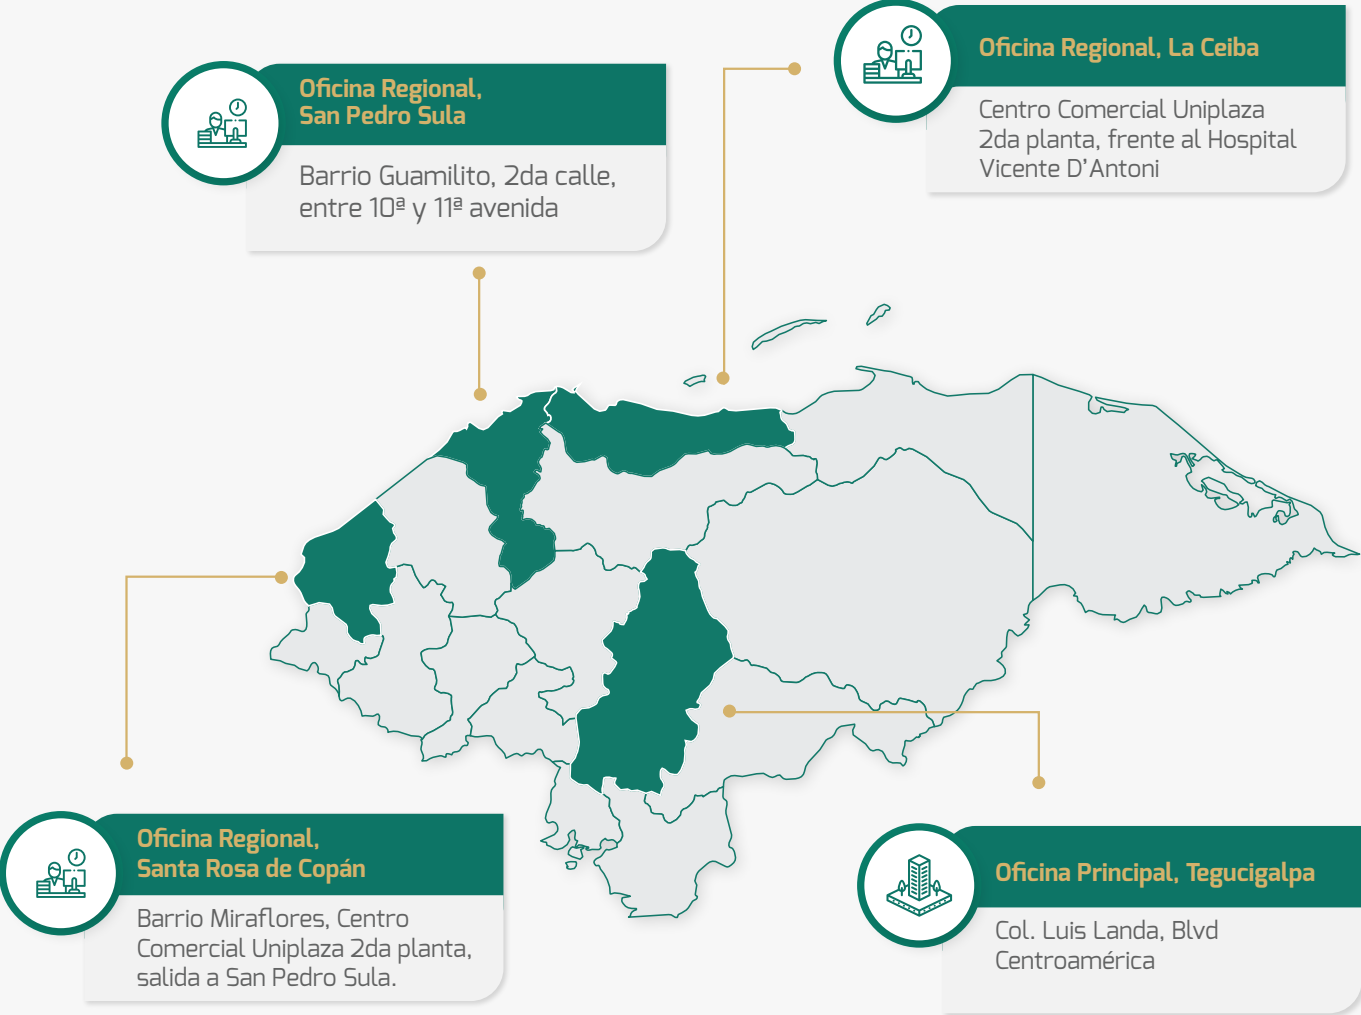 Oficina Regional,
San Pedro Sula
Barrio Guamilito, 2da calle,
entre 10ª y 11ª avenida
Oficina Regional, La Ceiba
Centro Comercial Uniplaza
2da planta, frente al Hospital
Vicente D’Antoni
Oficina Regional,
Santa Rosa de Copán
Barrio Miraflores, Centro
Comercial Uniplaza 2da planta,
salida a San Pedro Sula.
Oficina Principal, Tegucigalpa
Col. Luis Landa, Blvd
Centroamérica